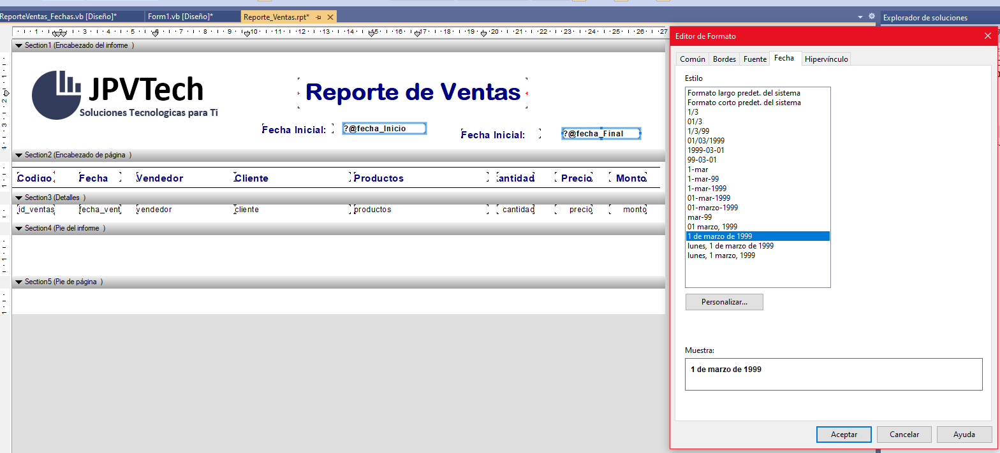 ReporteVentas_Fechas.vb [Diseño]* Form1.vb [Diseño]* Reporte_Ventas.rpt*
Explorador de soluciones
1 2 3 4 5 6 7 8 9 10 11 12 13 14 15 16 17 18 19 20 21 22 23 24 25 26 27
Section1 (Encabezado del informe )
JPVTech
Soluciones Tecnologicas para Ti
Reporte de Ventas
Fecha Inicial: ?@fecha_Inicio
Fecha Inicial: ?@fecha_Final
1
2
3
4
Section2 (Encabezado de página )
1
Codigo Fecha Vendedor Cliente Productos antidad Precio Monto
Section3 (Detalles )
id_ventas fecha_vent vendedor cliente productos cantidad precio monto
Section4 (Pie del informe )
1
Section5 (Pie de página )
1
Editor de Formato
Común Bordes Fuente Fecha Hipervínculo
Estilo
Formato largo predet. del sistema
Formato corto predet. del sistema
1/3
01/3
1/3/99
01/03/1999
1999-03-01
99-03-01
1-mar
1-mar-99
1-mar-1999
01-mar-1999
01-marzo-1999
mar-99
01 marzo, 1999
1 de marzo de 1999
lunes, 1 de marzo de 1999
lunes, 1 marzo, 1999
Personalizar...
Muestra:
1 de marzo de 1999
Aceptar Cancelar Ayuda